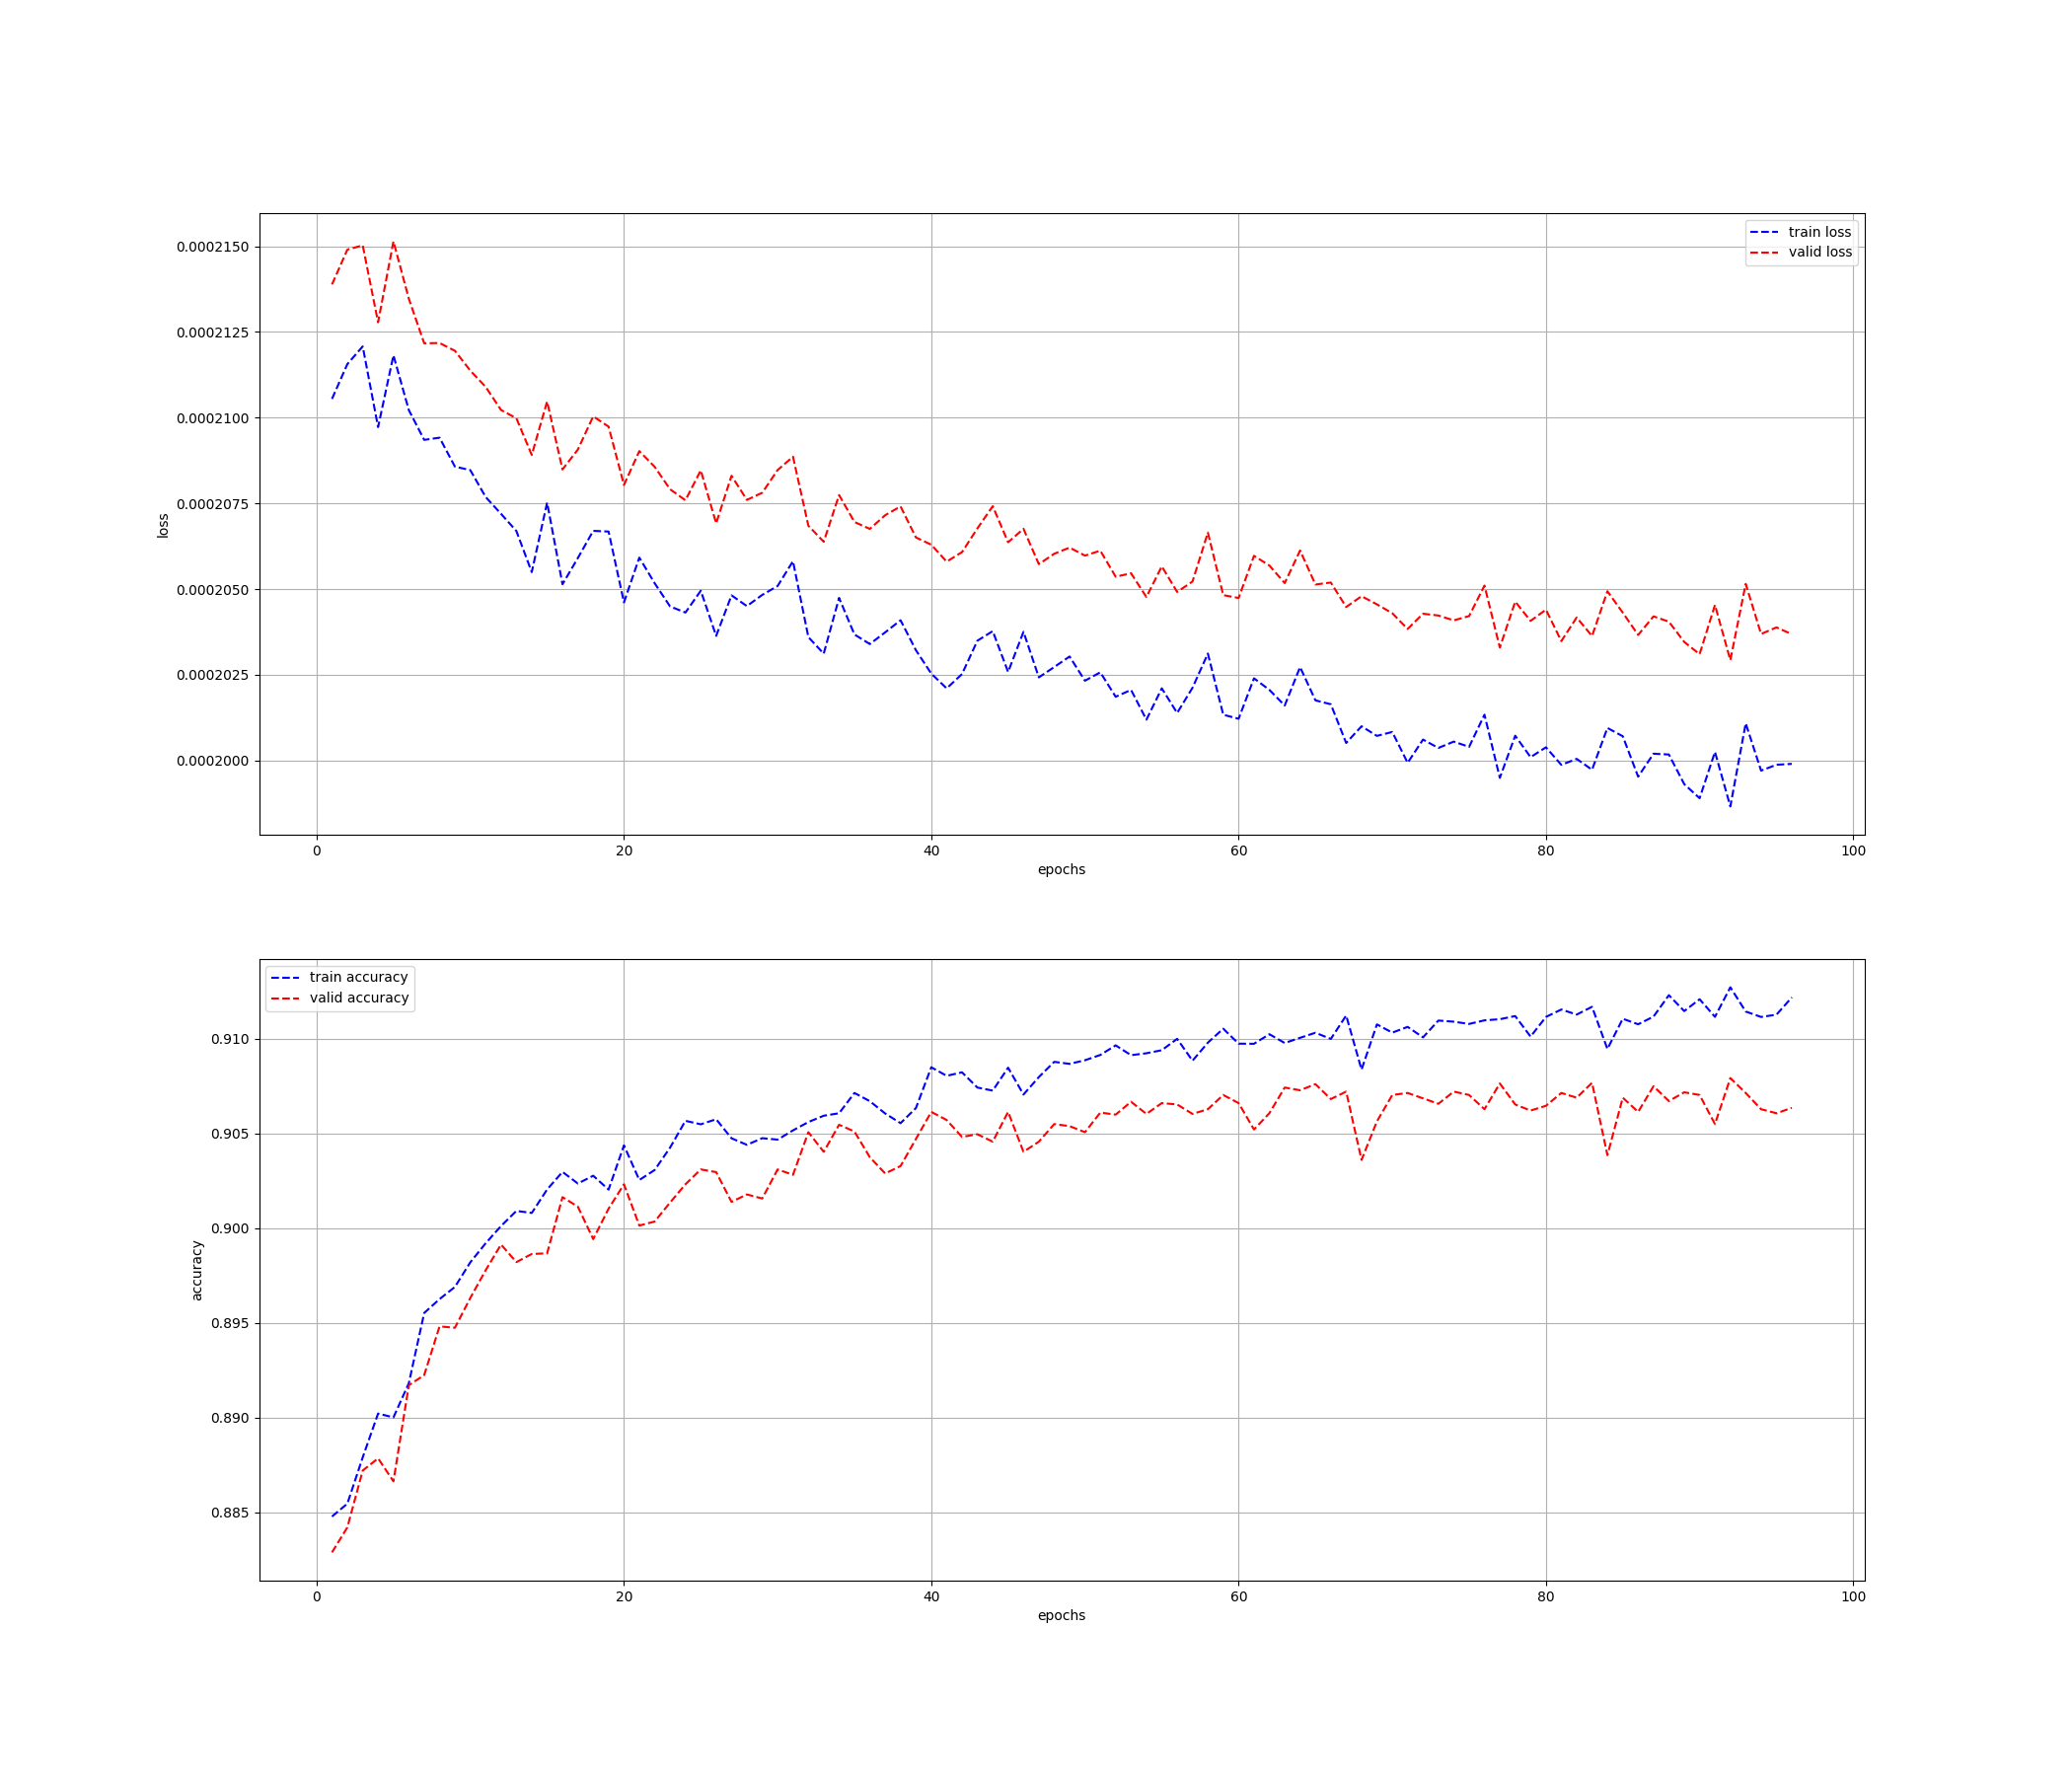 0.0002150
0.0002125
0.0002100
0.0002075
0.0002050
0.0002025
0.0002000
loss
train loss
valid loss
0 20 40 60 80 100
epochs
train accuracy
valid accuracy
0.910
0.905
0.900
0.895
0.890
0.885
accuracy
0 20 40 60 80 100
epochs